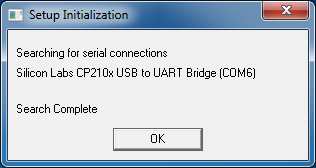 Setup Initialization
Searching for serial connections
Silicon Labs CP210x USB to UART Bridge (COM6)
Search Complete
OK